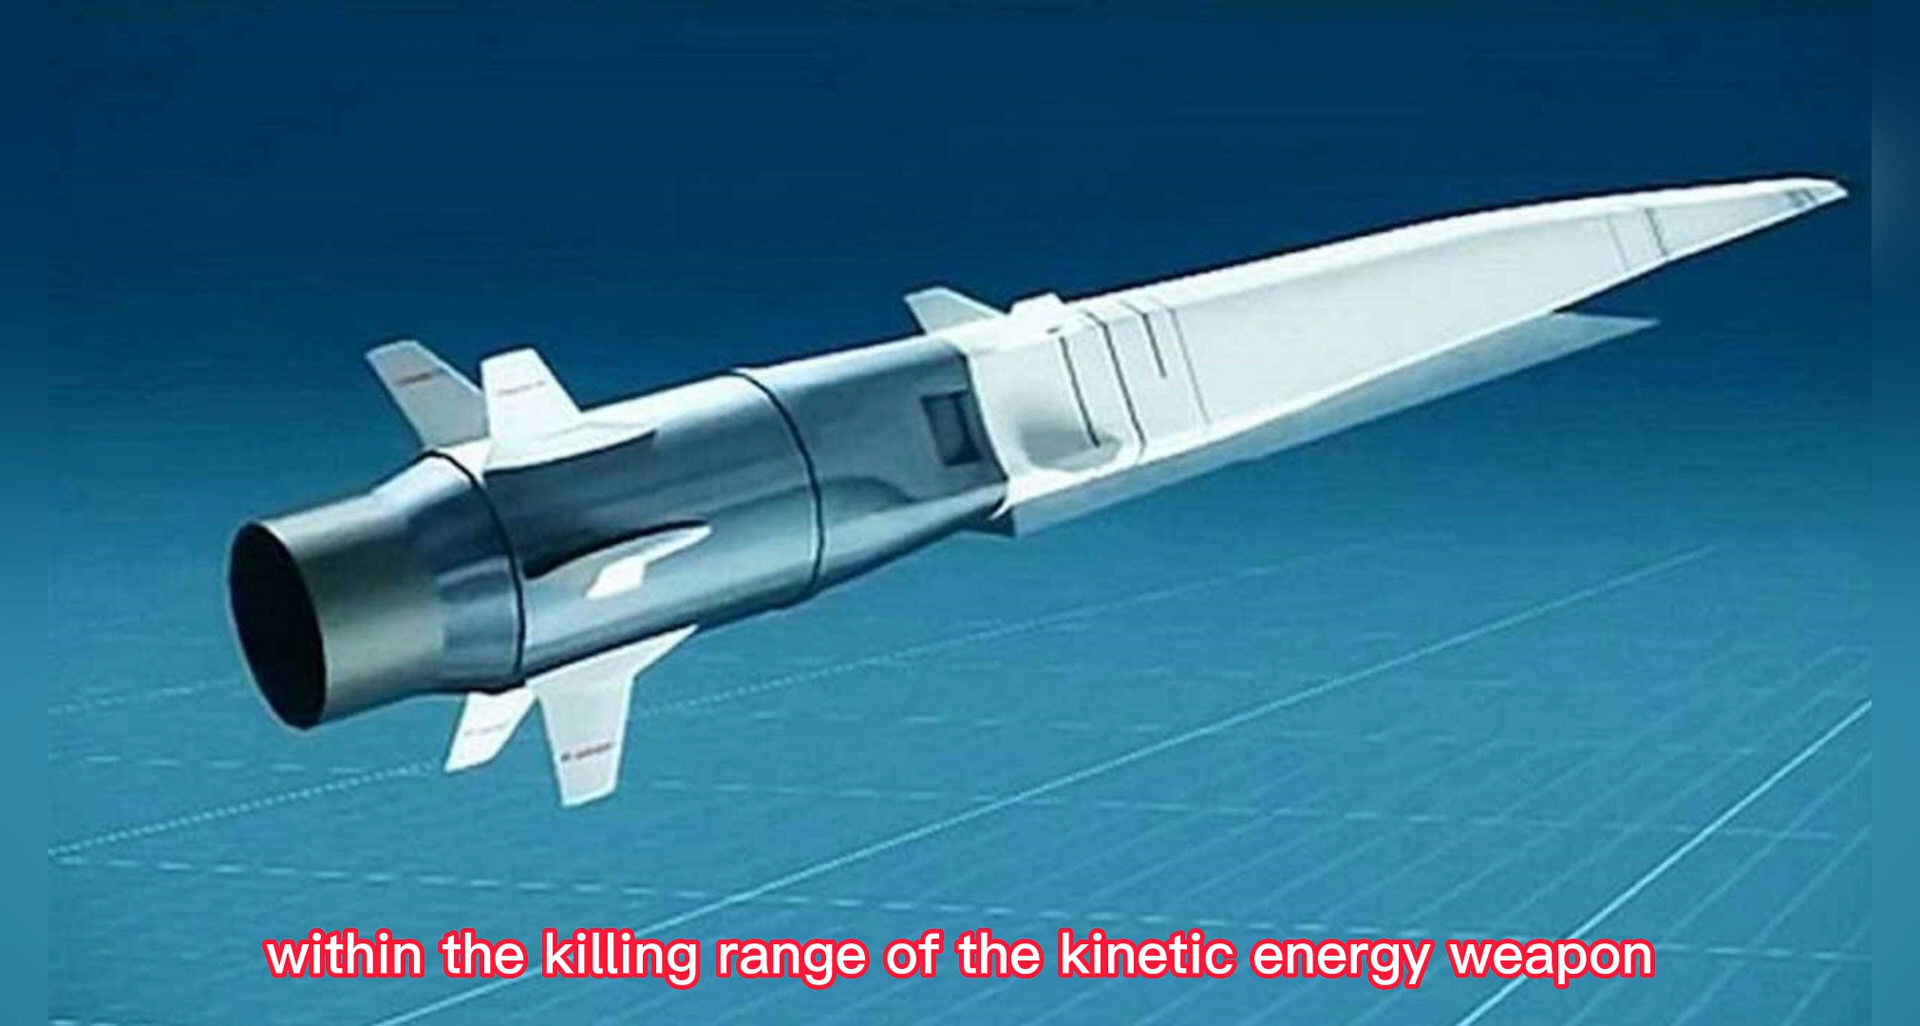 within the killing range of the kinetic energy weapon